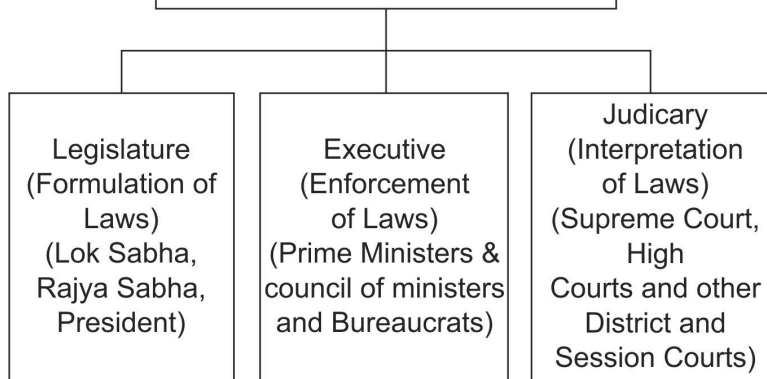 Legislature
(Formulation of
Laws)
(Lok Sabha,
Rajya Sabha,
President)
Executive
(Enforcement
of Laws)
(Prime Ministers &
council of ministers
and Bureaucrats)
Judicary
(Interpretation
of Laws)
(Supreme Court,
High
Courts and other
District and
Session Courts)